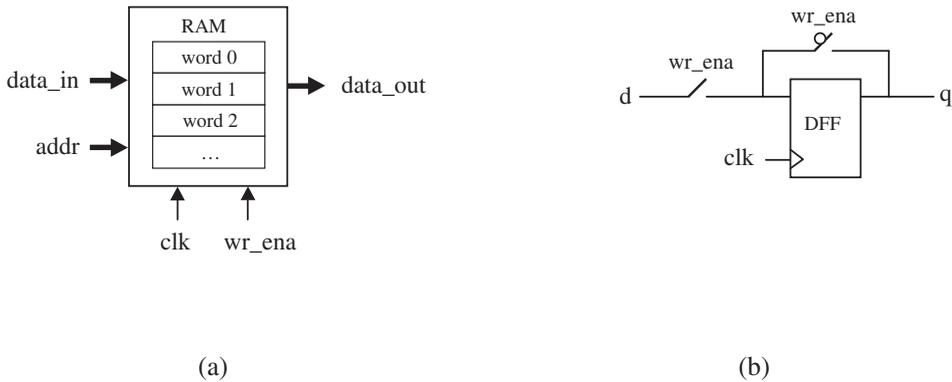 RAM
word 0
word 1
word 2
...
data_in
addr
data_out
clk
wr_ena
(a)
wr_ena
wr_ena
d
DFF
clk
q
(b)